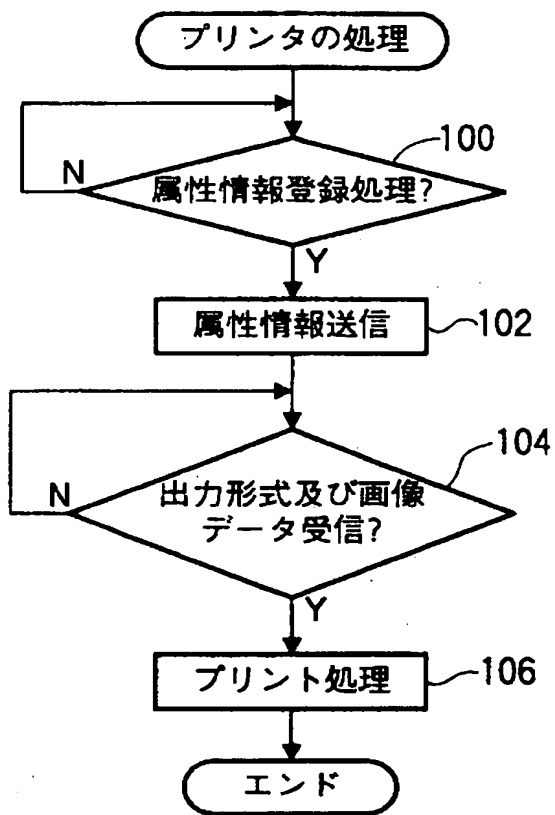 プリンタの処理
100
N
属性情報登録処理?
Y
属性情報送信
102
104
N
出力形式及び画像
データ受信?
Y
プリント処理
106
エンド